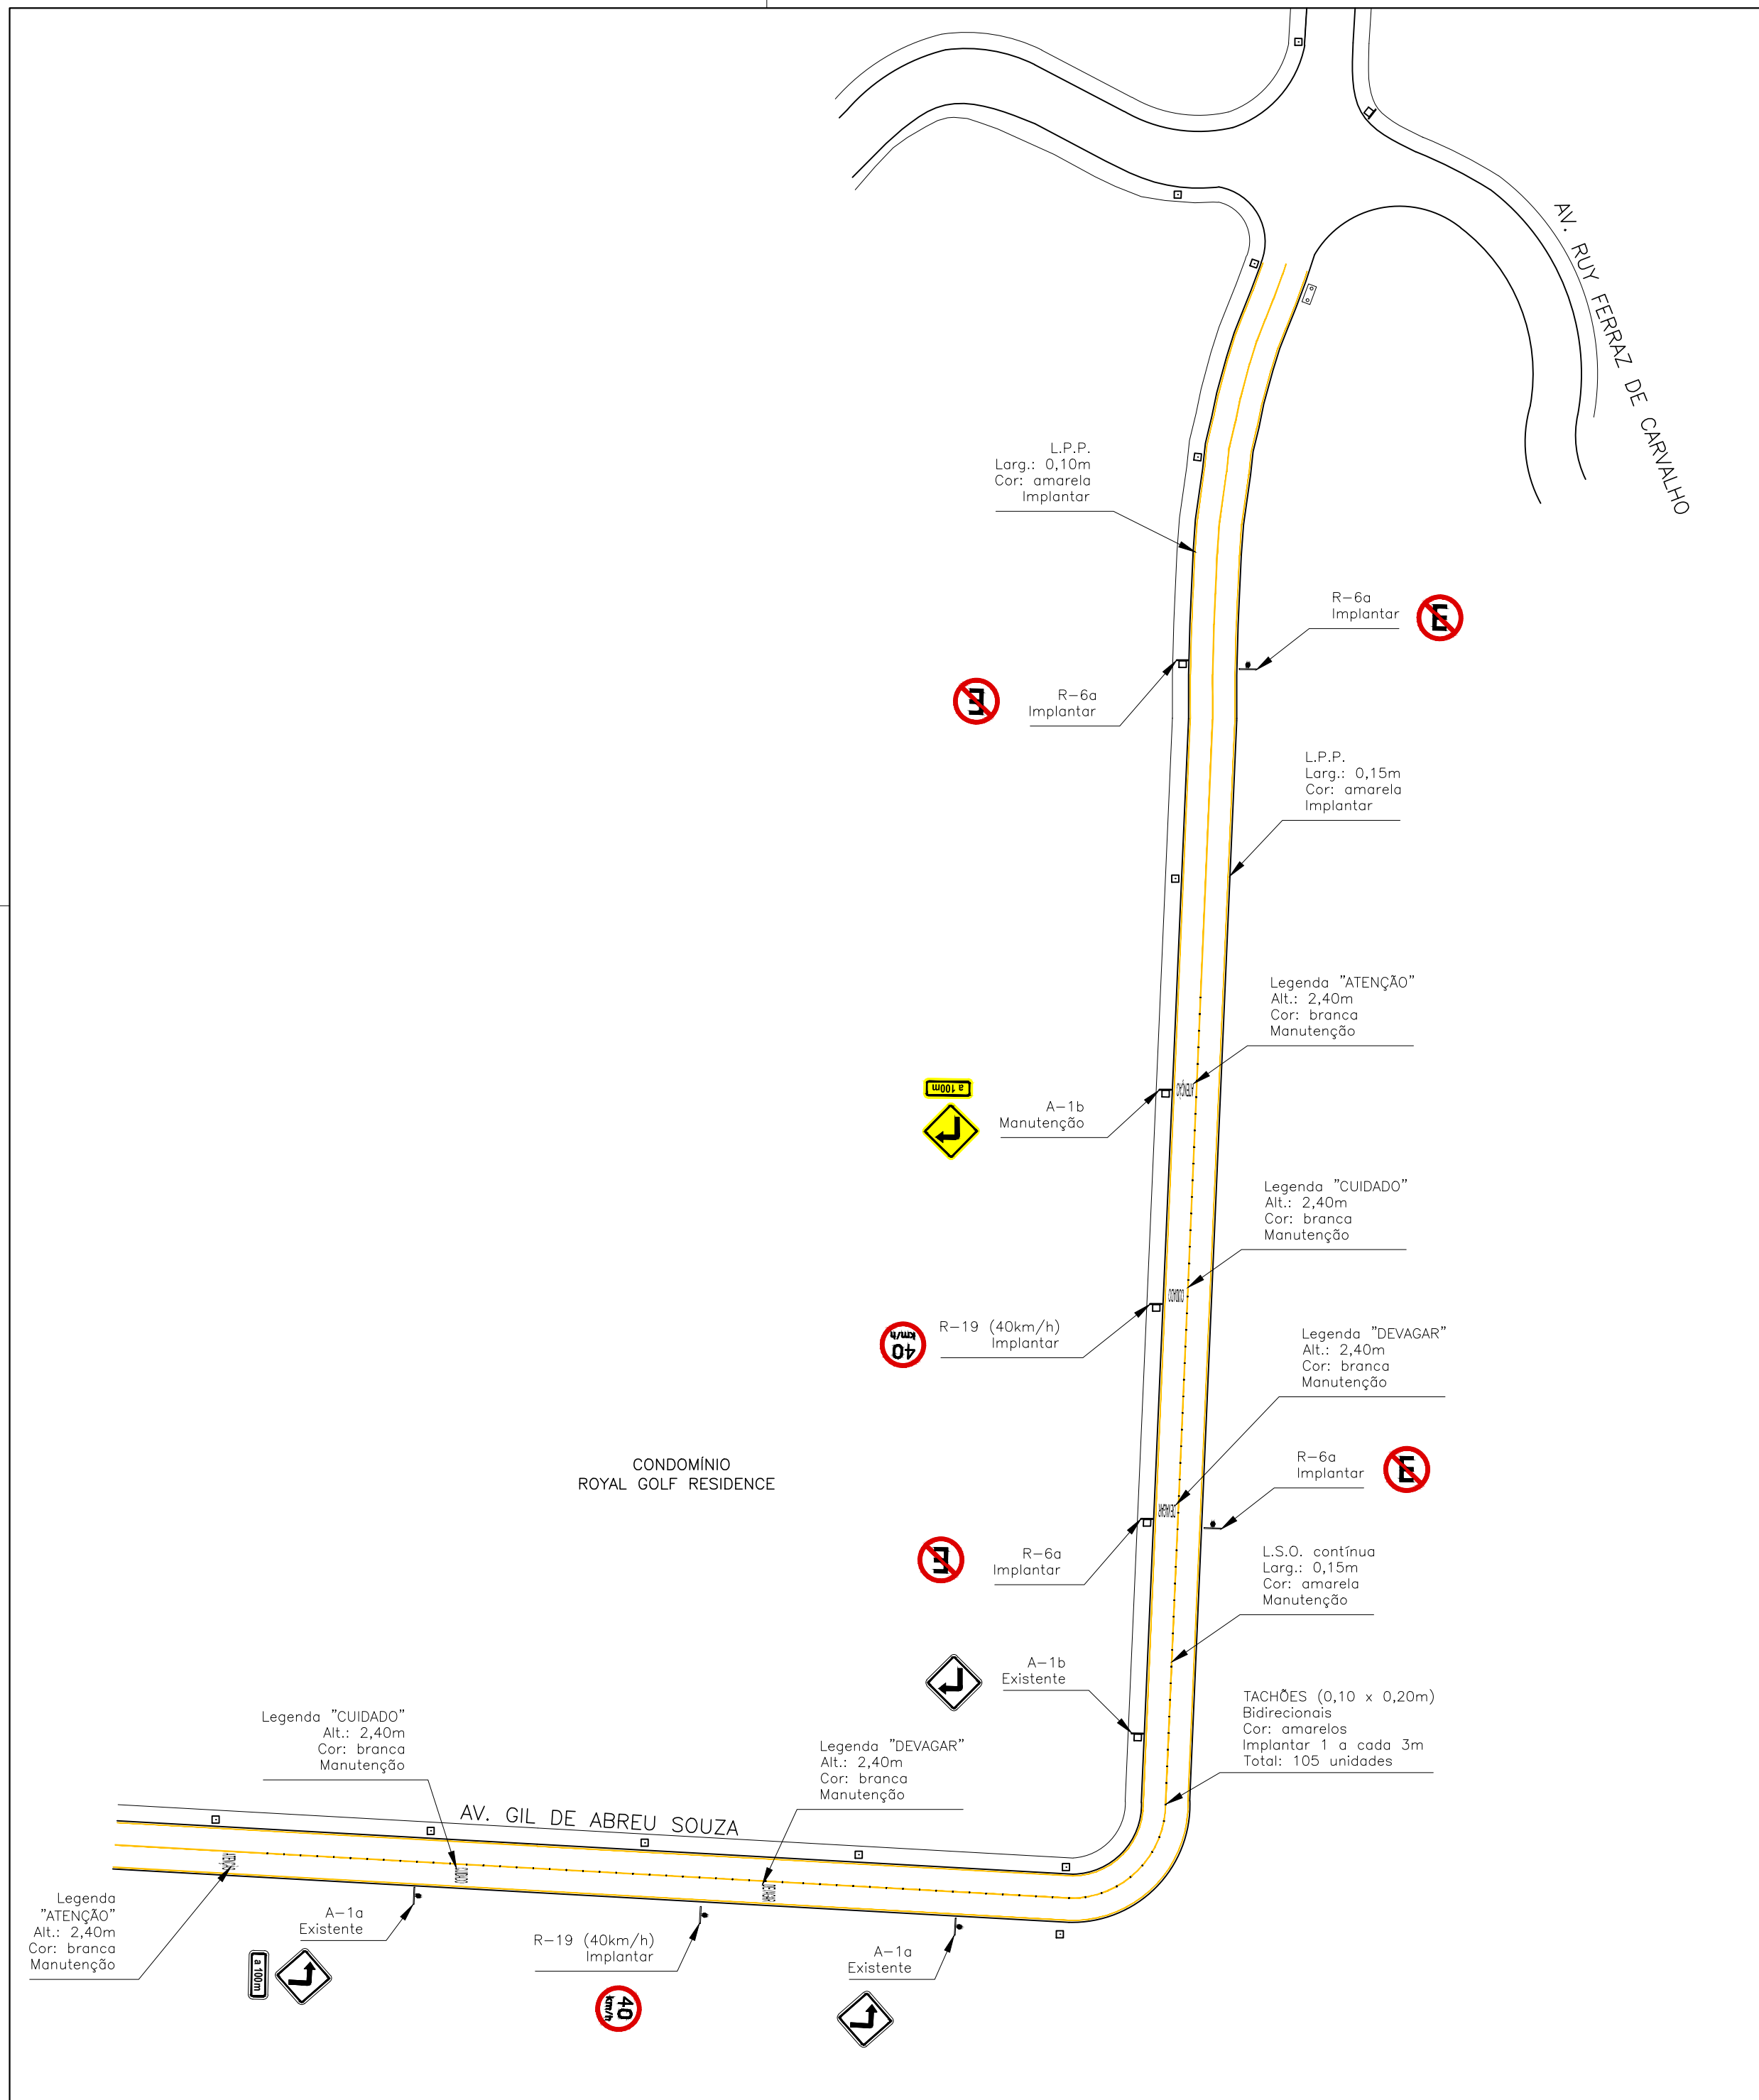 AV. RUY FERRAZ DE CARVALHO
L.P.P.
Larg.: 0,10m
Cor: amarela
Implantar
R-6a
Implantar
E
R-6a
Implantar
E
L.P.P.
Larg.: 0,15m
Cor: amarela
Implantar
Legenda "ATENÇÃO"
Alt.: 2,40m
Cor: branca
Manutenção
ATENÇÃO
a 100m
A-1b
Manutenção
Legenda "CUIDADO"
Alt.: 2,40m
Cor: branca
Manutenção
CUIDADO
R-19 (40km/h)
Implantar
40
km/h
Legenda "DEVAGAR"
Alt.: 2,40m
Cor: branca
Manutenção
DEVAGAR
CONDOMÍNIO
ROYAL GOLF RESIDENCE
R-6a
Implantar
E
R-6a
Implantar
E
L.S.O. contínua
Larg.: 0,15m
Cor: amarela
Manutenção
A-1b
Existente
TACHÕES (0,10 x 0,20m)
Bidirecionais
Cor: amarelos
Implantar 1 a cada 3m
Total: 105 unidades
Legenda "CUIDADO"
Alt.: 2,40m
Cor: branca
Manutenção
Legenda "DEVAGAR"
Alt.: 2,40m
Cor: branca
Manutenção
AV. GIL DE ABREU SOUZA
ATENÇÃO
CUIDADO
DEVAGAR
Legenda
"ATENÇÃO"
Alt.: 2,40m
Cor: branca
Manutenção
A-1a
Existente
a 100m
R-19 (40km/h)
Implantar
40
km/h
A-1a
Existente